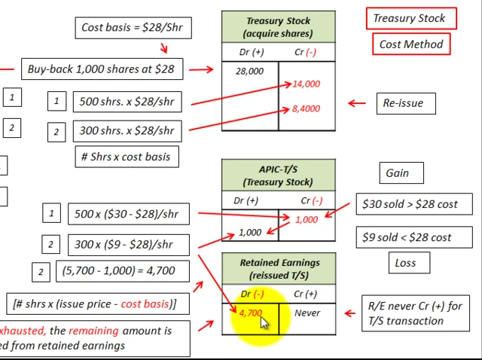 Cost basis = $28/Shr
Treasury Stock
(acquire shares)
Dr (+) Cr (-)
28,000
14,000
8,4000
Treasury Stock
Cost Method
Buy-back 1,000 shares at $28
1 1 500 shrs. x $28/shr
2 2 300 shrs. x $28/shr
# Shrs x cost basis
Re-issue
APIC-T/S
(Treasury Stock)
Dr (+) Cr (-)
1,000
1,000
Gain
$30 sold > $28 cost
$9 sold < $28 cost
Loss
1 500 x ($30 - $28)/shr
2 300 x ($9 - $28)/shr
2 (5,700 - 1,000) = 4,700
[# shrs x (issue price - cost basis)]
Retained Earnings
(reissued T/S)
Dr (-) Cr (+)
4,700 Never
R/E never Cr (+) for
T/S transaction
exhausted, the remaining amount is
ed from retained earnings